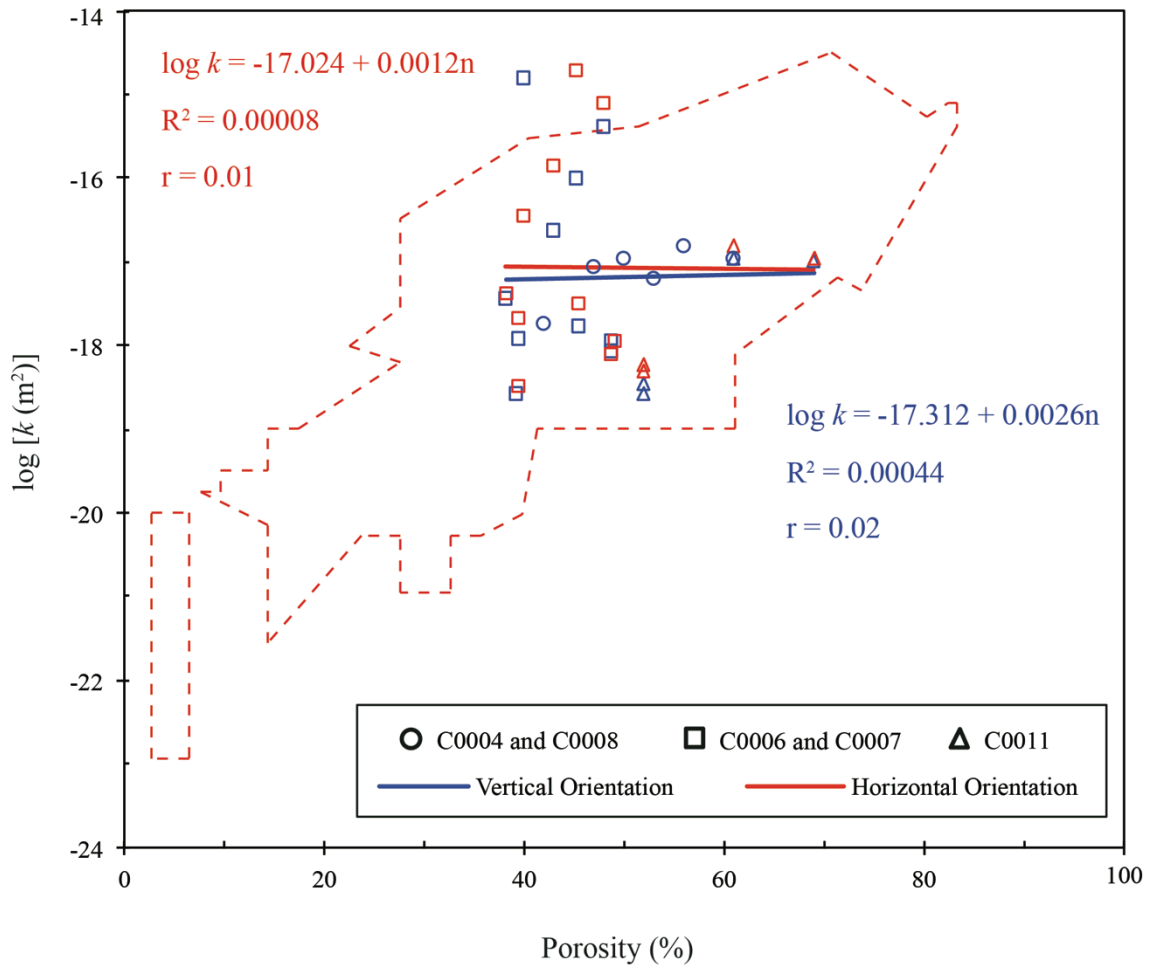 -14
log k = -17.024 + 0.0012n
R² = 0.00008
r = 0.01
-16
-18
log [k (m²)]
log k = -17.312 + 0.0026n
R² = 0.00044
r = 0.02
-20
-22
C0004 and C0008 C0006 and C0007 C0011
Vertical Orientation Horizontal Orientation
-24
0 20 40 60 80 100
Porosity (%)